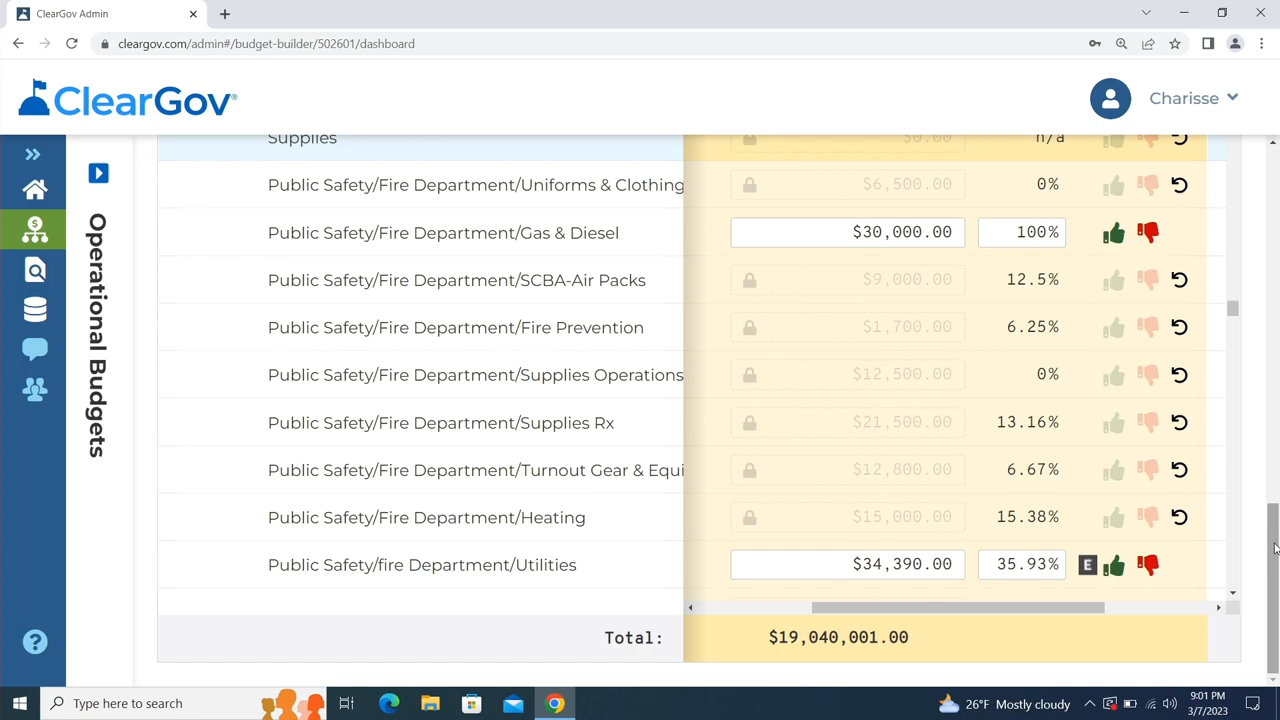 ClearGov Admin
cleargov.com/admin#/budget-builder/502601/dashboard
ClearGov®
Charisse
Operational Budgets
Supplies $0.00 n/a
Public Safety/Fire Department/Uniforms & Clothing $6,500.00 0%
Public Safety/Fire Department/Gas & Diesel $30,000.00 100%
Public Safety/Fire Department/SCBA-Air Packs $9,000.00 12.5%
Public Safety/Fire Department/Fire Prevention $1,700.00 6.25%
Public Safety/Fire Department/Supplies Operations $12,500.00 0%
Public Safety/Fire Department/Supplies Rx $21,500.00 13.16%
Public Safety/Fire Department/Turnout Gear & Equi $12,800.00 6.67%
Public Safety/Fire Department/Heating $15,000.00 15.38%
Public Safety/fire Department/Utilities $34,390.00 35.93% E
Total: $19,040,001.00
Type here to search
26°F Mostly cloudy
9:01 PM
3/7/2023